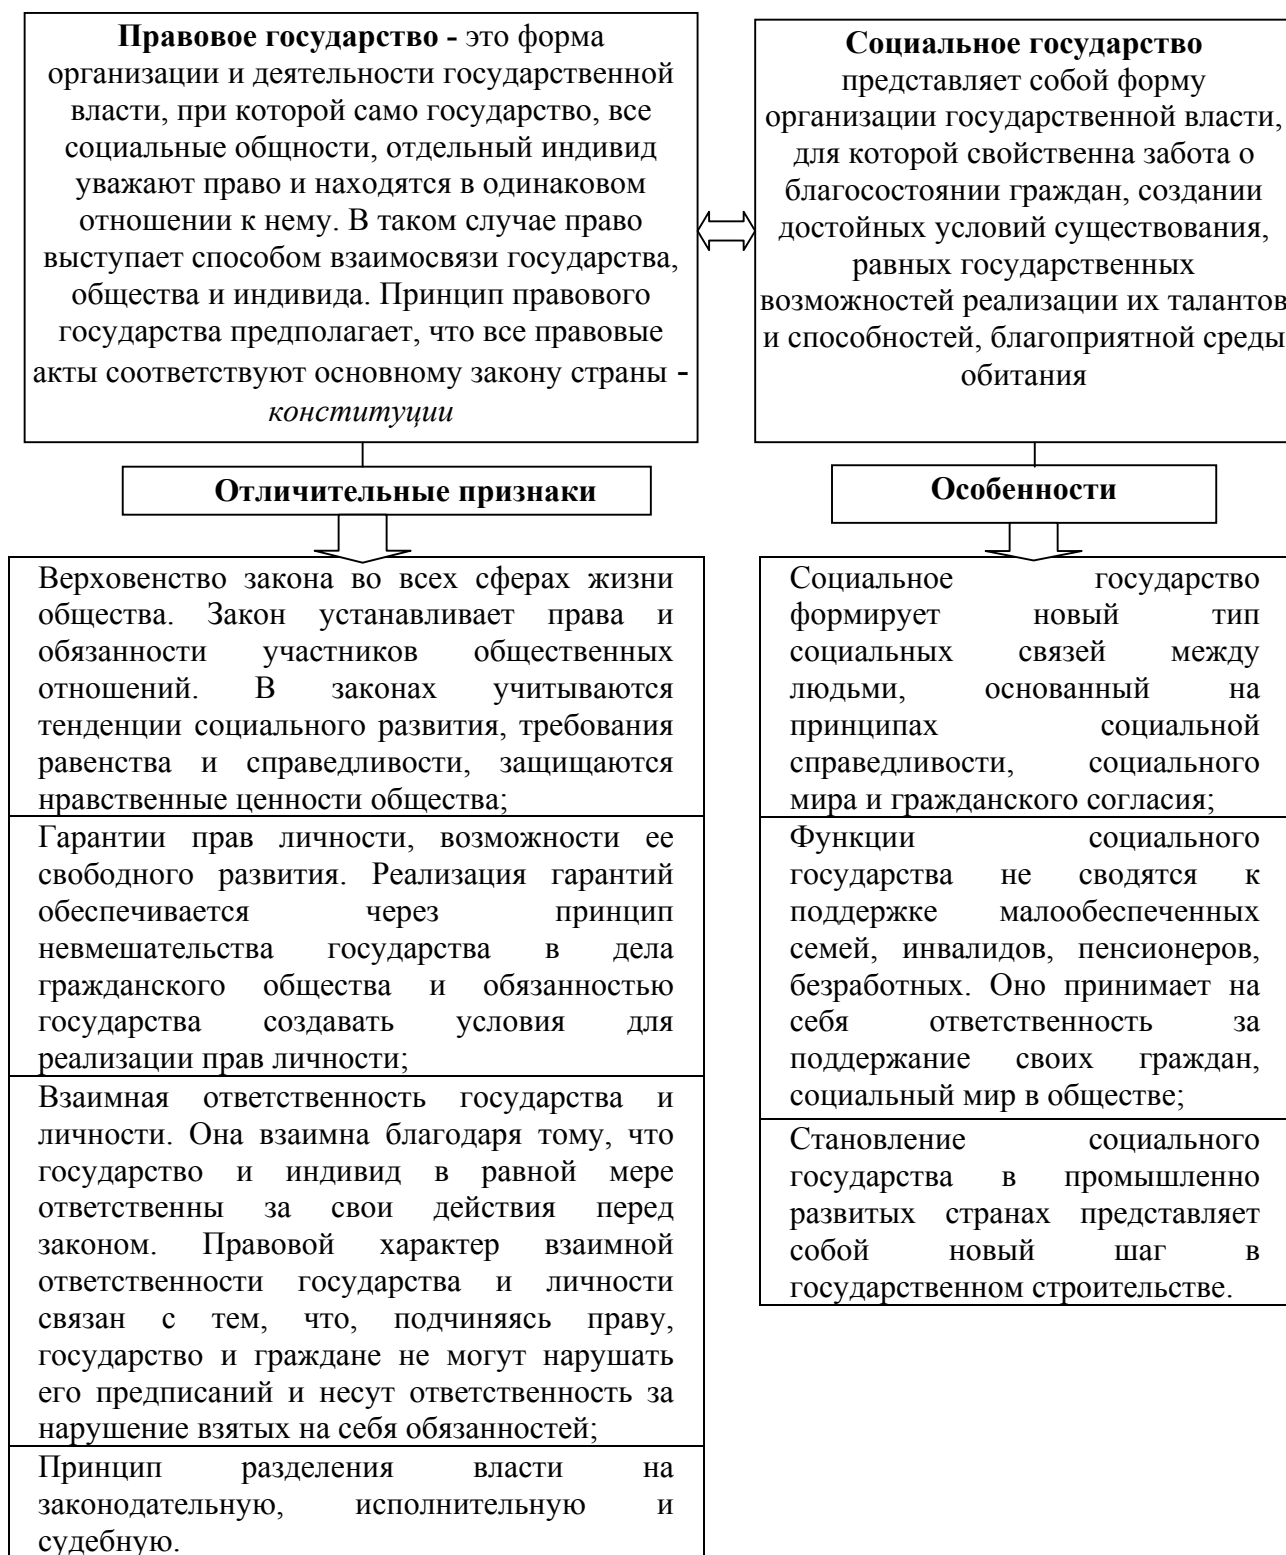 Правовое государство - это форма
организации и деятельности государственной
власти, при которой само государство, все
социальные общности, отдельный индивид
уважают право и находятся в одинаковом
отношении к нему. В таком случае право
выступает способом взаимосвязи государства,
общества и индивида. Принцип правового
государства предполагает, что все правовые
акты соответствуют основному закону страны -
конституции
Социальное государство
представляет собой форму
организации государственной власти,
для которой свойственна забота о
благосостоянии граждан, создании
достойных условий существования,
равных государственных
возможностей реализации их талантов
и способностей, благоприятной среды
обитания
Отличительные признаки
Верховенство закона во всех сферах жизни
общества. Закон устанавливает права и
обязанности участников общественных
отношений. В законах учитываются
тенденции социального развития, требования
равенства и справедливости, защищаются
нравственные ценности общества;
Гарантии прав личности, возможности ее
свободного развития. Реализация гарантий
обеспечивается через принцип
невмешательства государства в дела
гражданского общества и обязанностью
государства создавать условия для
реализации прав личности;
Взаимная ответственность государства и
личности. Она взаимна благодаря тому, что
государство и индивид в равной мере
ответственны за свои действия перед
законом. Правовой характер взаимной
ответственности государства и личности
связан с тем, что, подчиняясь праву,
государство и граждане не могут нарушать
его предписаний и несут ответственность за
нарушение взятых на себя обязанностей;
Принцип разделения власти на
законодательную, исполнительную и
судебную.
Особенности
Социальное государство
формирует новый тип
социальных связей между
людьми, основанный на
принципах социальной
справедливости, социального
мира и гражданского согласия;
Функции социального
государства не сводятся к
поддержке малообеспеченных
семей, инвалидов, пенсионеров,
безработных. Оно принимает на
себя ответственность за
поддержание своих граждан,
социальный мир в обществе;
Становление социального
государства в промышленно
развитых странах представляет
собой новый шаг в
государственном строительстве.